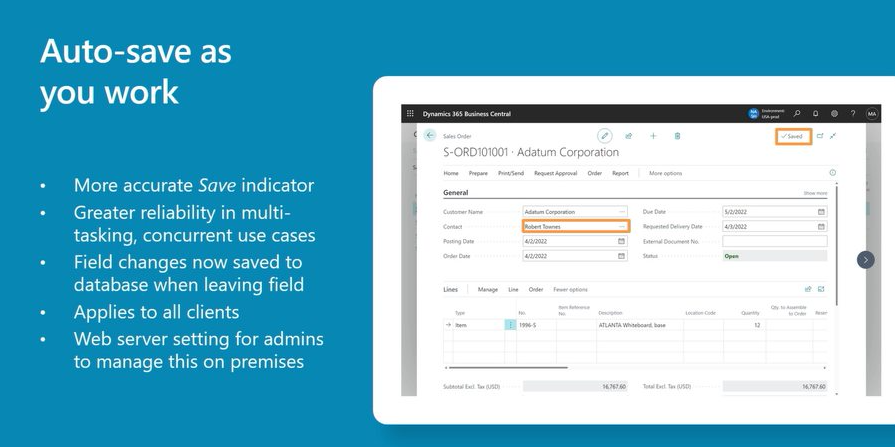 Auto-save as
you work
• More accurate Save indicator
• Greater reliability in multi-
tasking, concurrent use cases
• Field changes now saved to
database when leaving field
• Applies to all clients
• Web server setting for admins
to manage this on premises
Dynamics 365 Business Central
Environment:
USA-prod
? MA
Sales Order
✓ Saved
S-ORD101001 · Adatum Corporation
Home Prepare Print/Send Request Approval Order Report More options
General
Show more
Customer Name Adatum Corporation
Due Date 5/2/2022
Contact Robert Townes
Requested Delivery Date 4/3/2022
Posting Date 4/2/2022
External Document No.
Order Date 4/2/2022
Status Open
Lines Manage Line Order Fewer options
Type No. Item Reference No. Description Location Code Quantity Qty. to Assemble to Order
Item 1996-S ATLANTA Whiteboard, base 12
Subtotal Excl. Tax (USD) 16,767.60
Total Excl. Tax (USD) 16,767.60